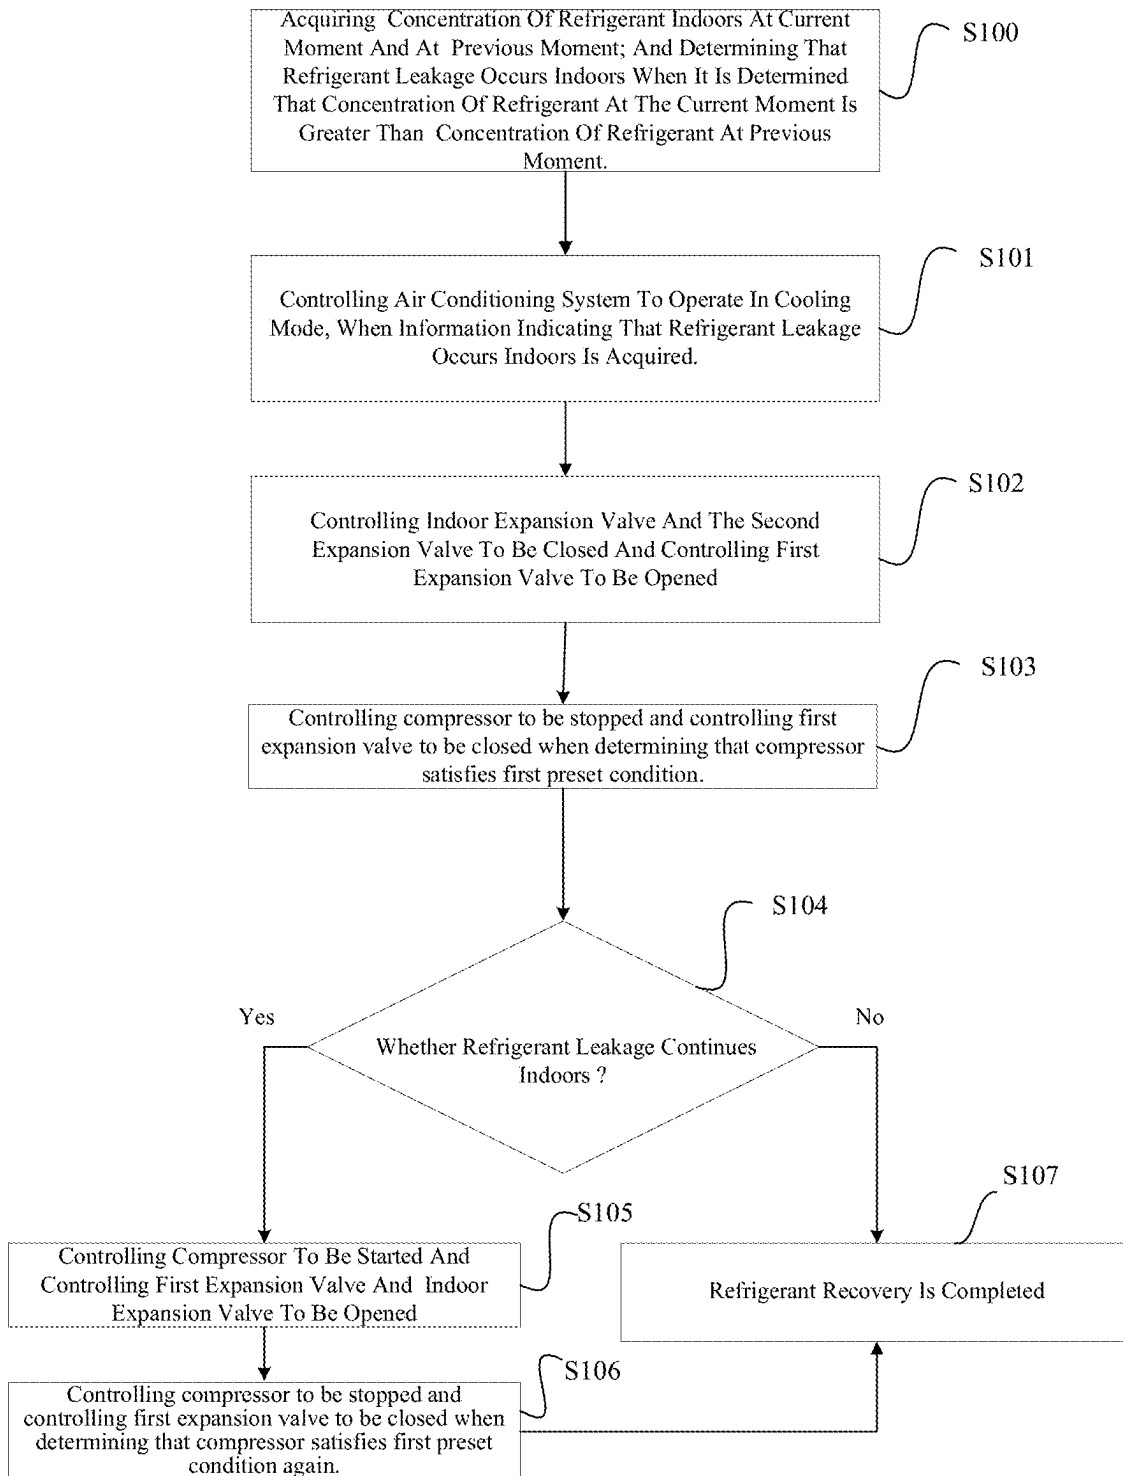 Acquiring Concentration Of Refrigerant Indoors At Current
Moment And At Previous Moment; And Determining That
Refrigerant Leakage Occurs Indoors When It Is Determined
That Concentration Of Refrigerant At The Current Moment Is
Greater Than Concentration Of Refrigerant At Previous
Moment.
S100
Controlling Air Conditioning System To Operate In Cooling
Mode, When Information Indicating That Refrigerant Leakage
Occurs Indoors Is Acquired.
S101
Controlling Indoor Expansion Valve And The Second
Expansion Valve To Be Closed And Controlling First
Expansion Valve To Be Opened
S102
Controlling compressor to be stopped and controlling first
expansion valve to be closed when determining that compressor
satisfies first preset condition.
S103
S104
Whether Refrigerant Leakage Continues
Indoors ?
Yes
No
Controlling Compressor To Be Started And
Controlling First Expansion Valve And Indoor
Expansion Valve To Be Opened
S105
Refrigerant Recovery Is Completed
S107
Controlling compressor to be stopped and
controlling first expansion valve to be closed when
determining that compressor satisfies first preset
condition again.
S106